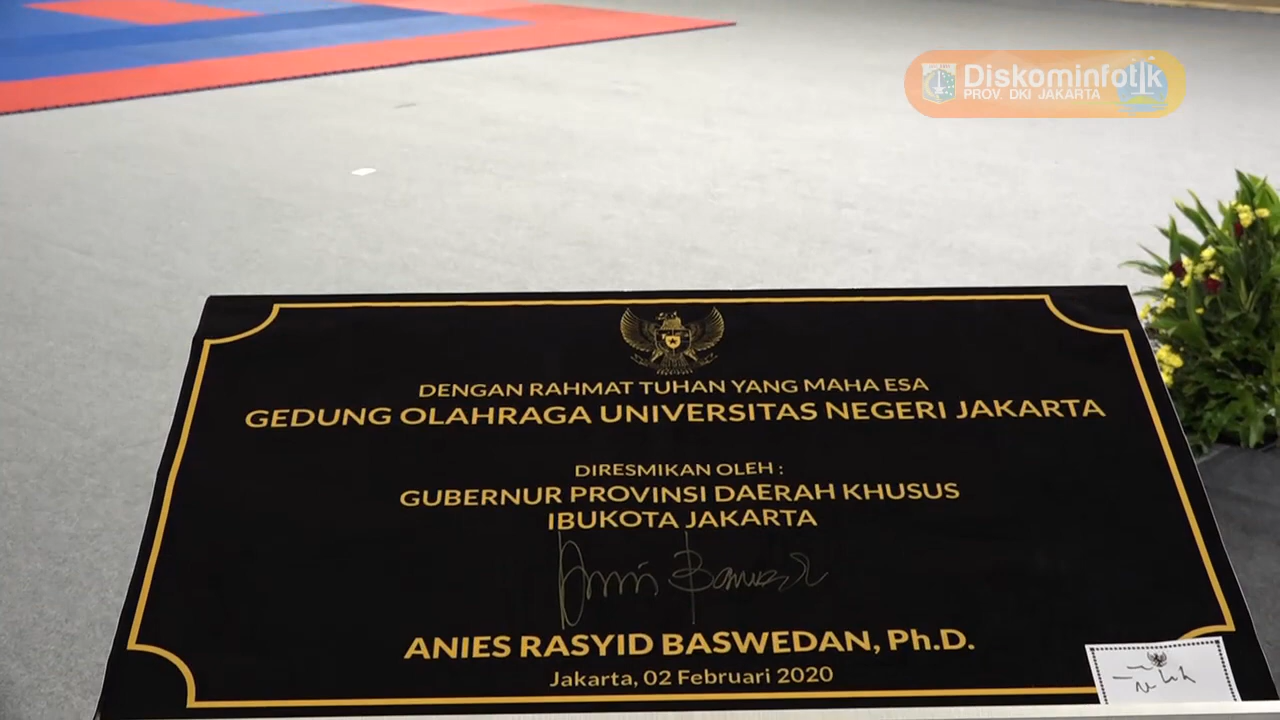 Diskominfotik
PROV. DKI JAKARTA
DENGAN RAHMAT TUHAN YANG MAHA ESA
GEDUNG OLAHRAGA UNIVERSITAS NEGERI JAKARTA
DIRESMIKAN OLEH :
GUBERNUR PROVINSI DAERAH KHUSUS
IBUKOTA JAKARTA
ANIES RASYID BASWEDAN, Ph.D.
Jakarta, 02 Februari 2020